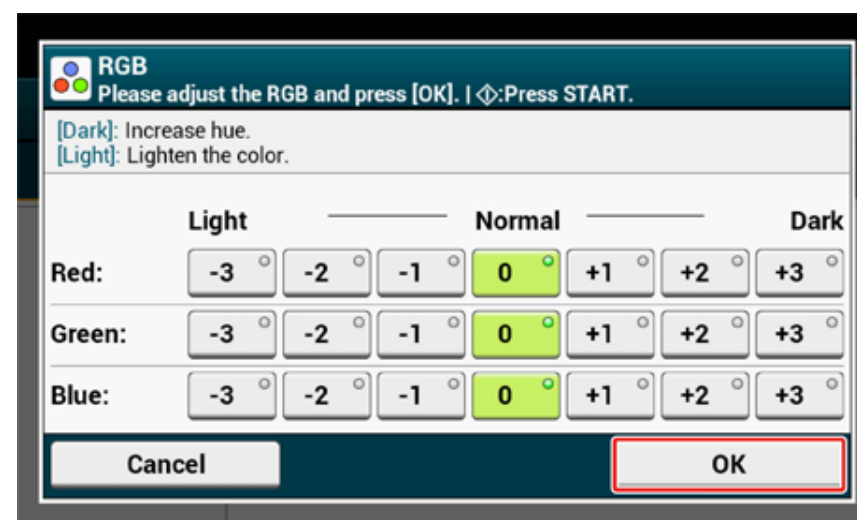 RGB
Please adjust the RGB and press [OK]. | :Press START.
[Dark]: Increase hue.
[Light]: Lighten the color.
Light Normal Dark
Red: -3 -2 -1 0 +1 +2 +3
Green: -3 -2 -1 0 +1 +2 +3
Blue: -3 -2 -1 0 +1 +2 +3
Cancel OK